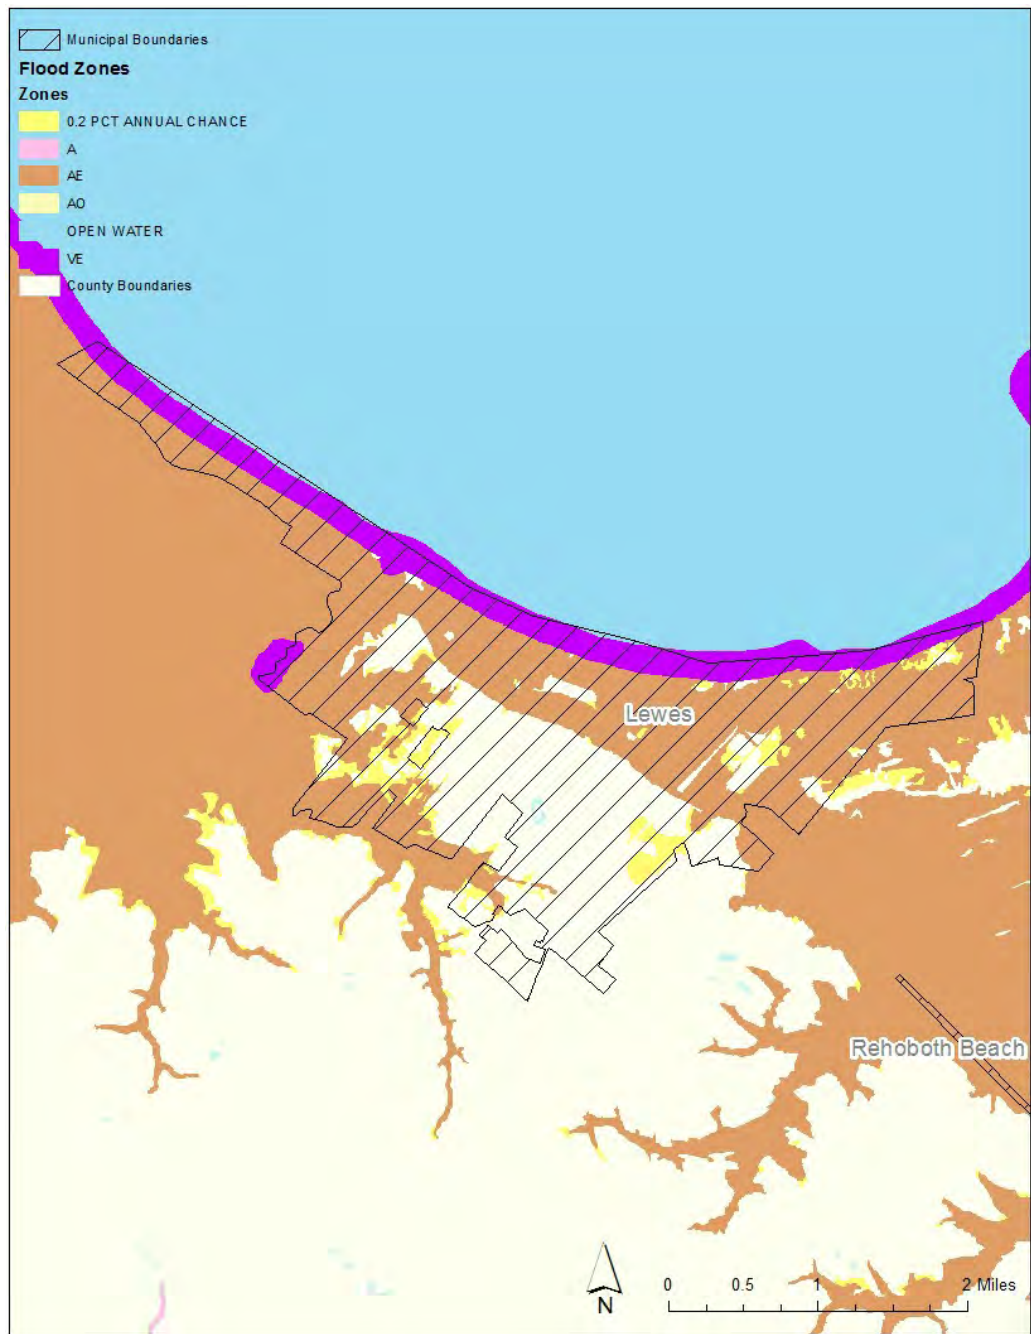 Municipal Boundaries
Flood Zones
Zones
0.2 PCT ANNUAL CHANCE
A
AE
AO
OPEN WATER
VE
County Boundaries
Lewes
Rehoboth Beach
N
0 0.5 1 2 Miles